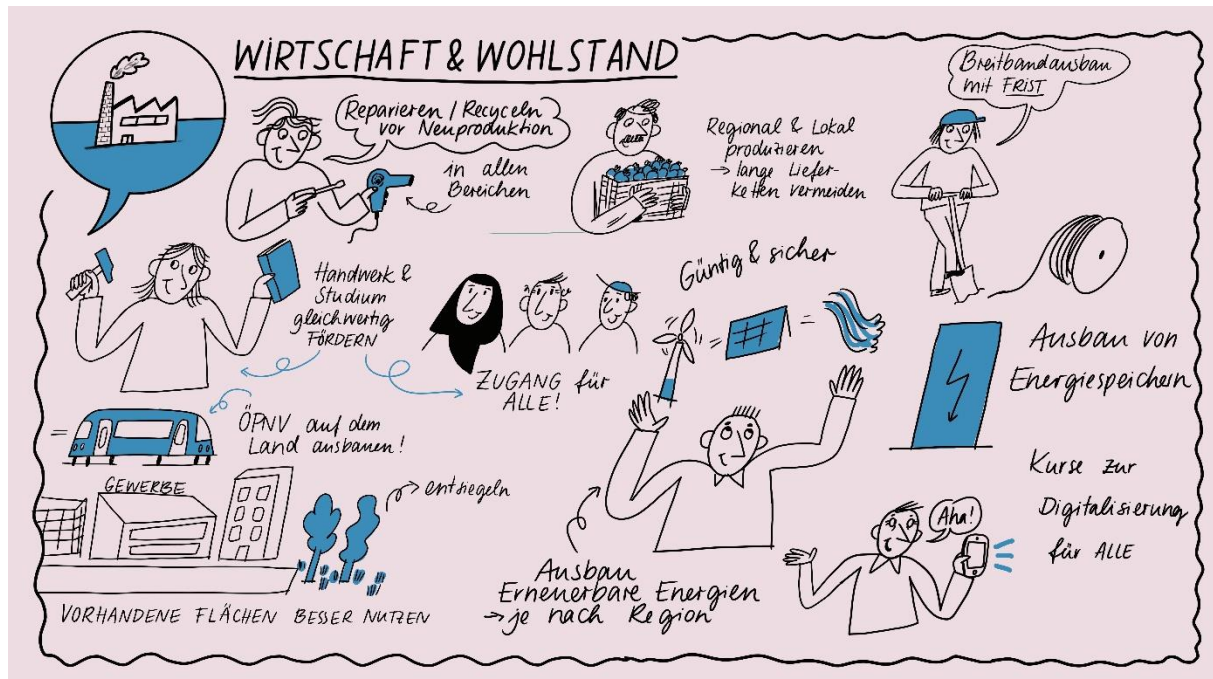 WIRTSCHAFT & WOHLSTAND
Reparieren / Recyceln
vor Neuproduktion
in allen
Bereichen
Regional & Lokal
produzieren
→ lange Liefer-
ketten vermeiden
Breitbandausbau
mit FRIST
Handwerk &
Studium
gleichwertig
FÖRDERN
ZUGANG für
ALLE!
Güntig & sicher
=
=
Ausbau von
Energiespeichern
=
ÖPNV auf dem
Land ausbauen!
GEWERBE
entsiegeln
VORHANDENE FLÄCHEN BESSER NUTZEN
Ausbau
Erneuerbare Energien
→ je nach Region
Aha!
Kurse zur
Digitalisierung
für ALLE